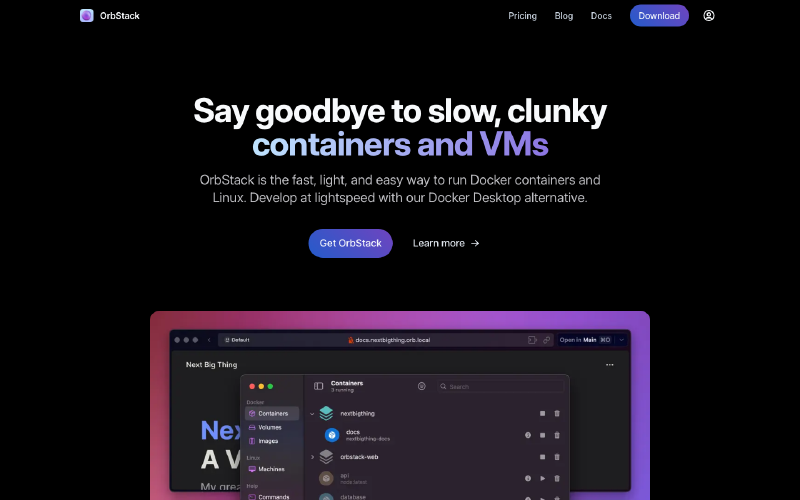 OrbStack
Pricing
Blog
Docs
Download
Say goodbye to slow, clunky
containers and VMs
OrbStack is the fast, light, and easy way to run Docker containers and
Linux. Develop at lightspeed with our Docker Desktop alternative.
Get OrbStack
Learn more →
Default
docs.nextbigthing.orb.local
Open in Main ⌘O
Next Big Thing
Nex
A V
My grea
Docker
Containers
Volumes
Images
Linux
Machines
Help
Commands
Containers
3 running
Search
nextbigthing
docs
nextbigthing-docs
orbstack-web
api
node:latest
database